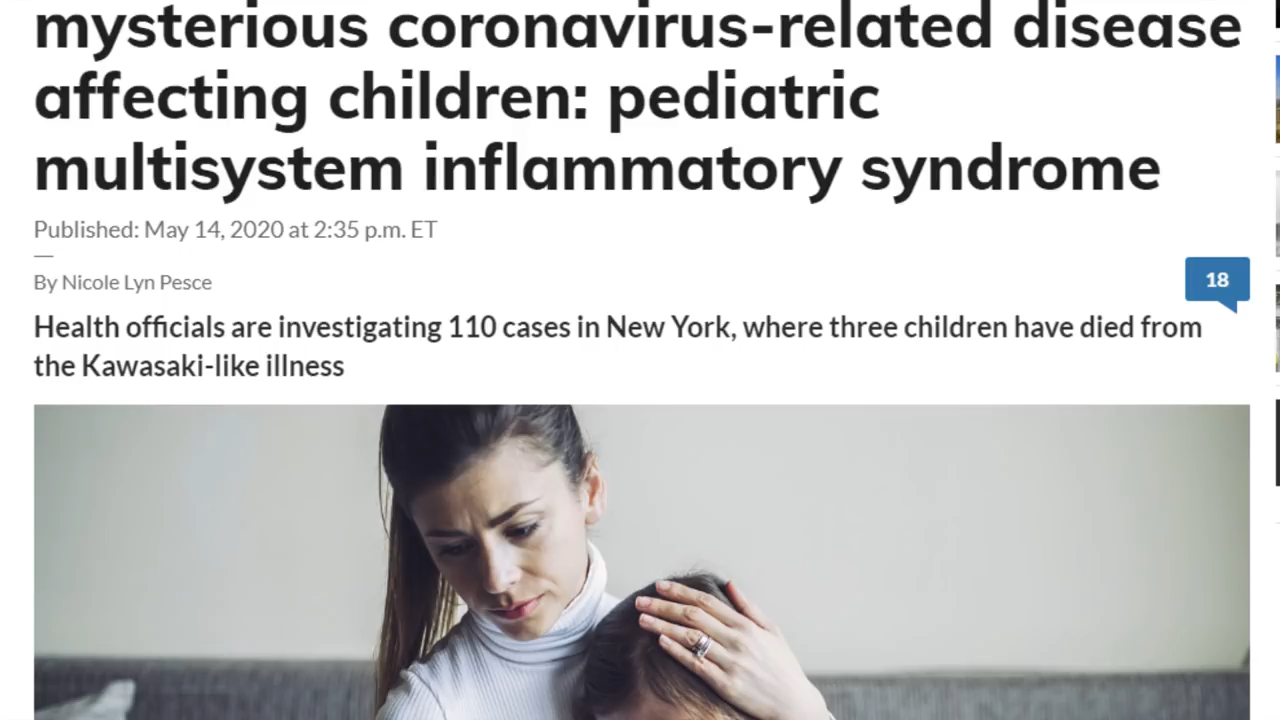 mysterious coronavirus-related disease
affecting children: pediatric
multisystem inflammatory syndrome
Published: May 14, 2020 at 2:35 p.m. ET
—
By Nicole Lyn Pesce
18
Health officials are investigating 110 cases in New York, where three children have died from
the Kawasaki-like illness